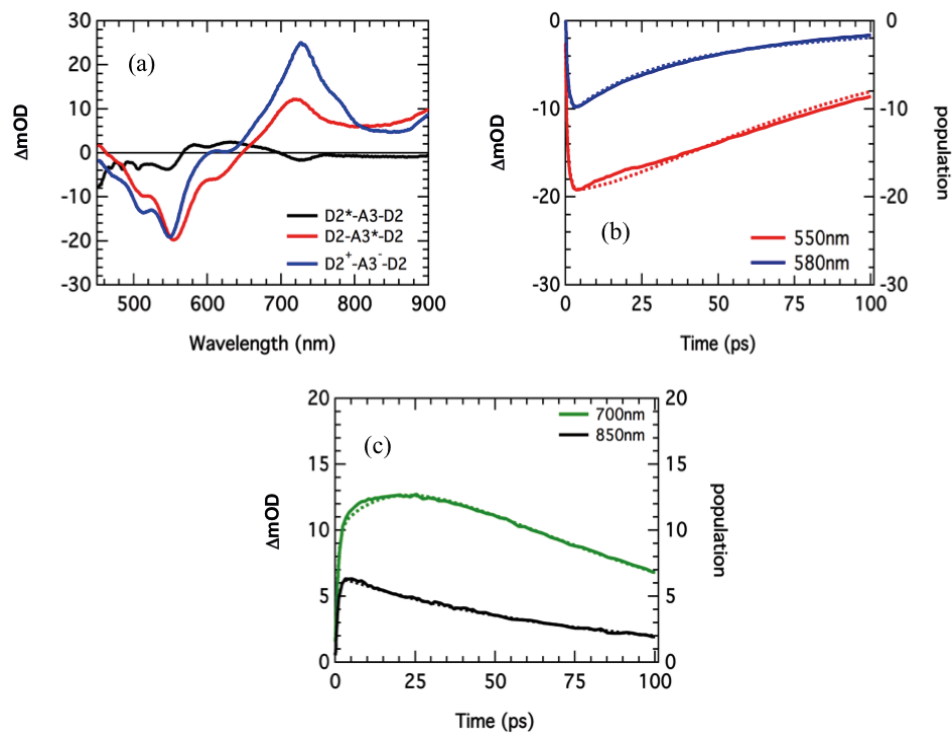 30
20
10
0
-10
-20
-30
ΔmOD
(a)
D2*-A3-D2
D2-A3*-D2
D2⁺-A3⁻-D2
500
600
700
800
900
Wavelength (nm)
0
-10
-20
-30
ΔmOD
(b)
550nm
580nm
0
-10
-20
-30
population
0
25
50
75
100
Time (ps)
20
15
10
5
0
ΔmOD
(c)
700nm
850nm
20
15
10
5
0
population
0
25
50
75
100
Time (ps)